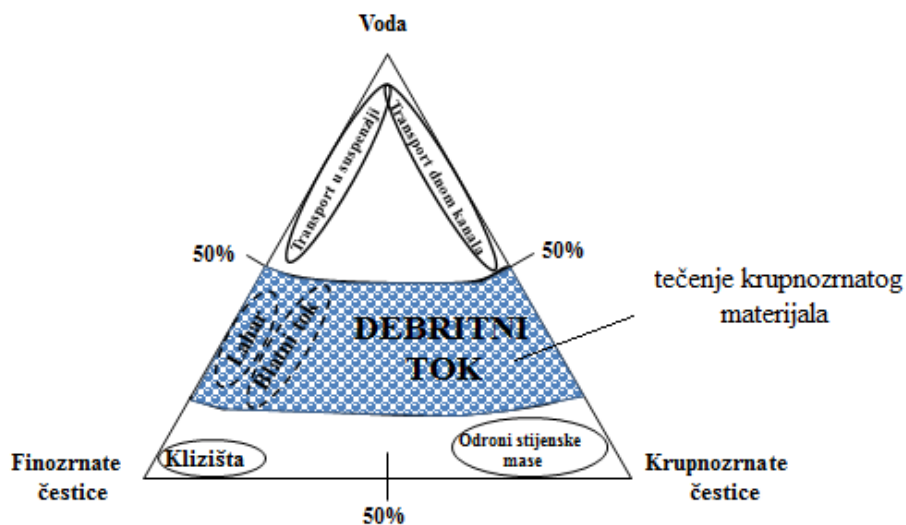 Voda
Transport u suspenziji
Transport dnom kanala
50%
50%
tečenje krupnozrnatog
materijala
Lahar
Blatni tok
DEBRITNI
TOK
Finozrnate
čestice
Klizišta
Odroni stijenske
mase
Krupnozrnate
čestice
50%